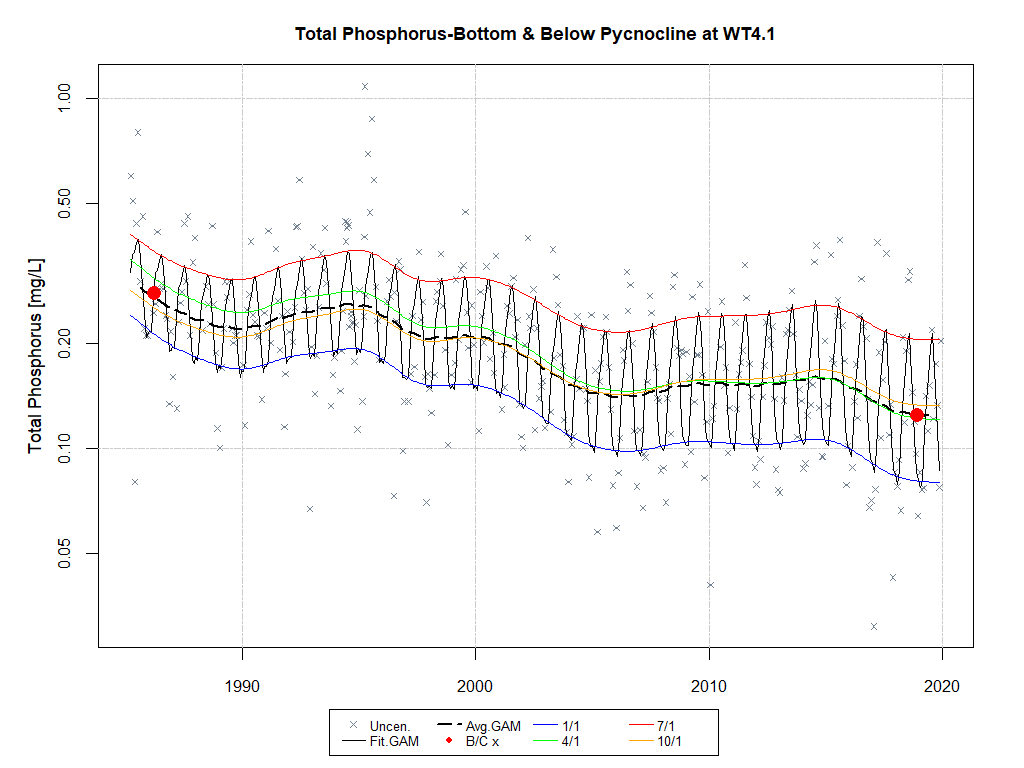 Total Phosphorus-Bottom & Below Pycnocline at WT4.1
Total Phosphorus [mg/L]
1.00
0.50
0.20
0.10
0.05
1990 2000 2010 2020
Uncen. Avg.GAM 1/1 7/1
Fit.GAM B/C x 4/1 10/1